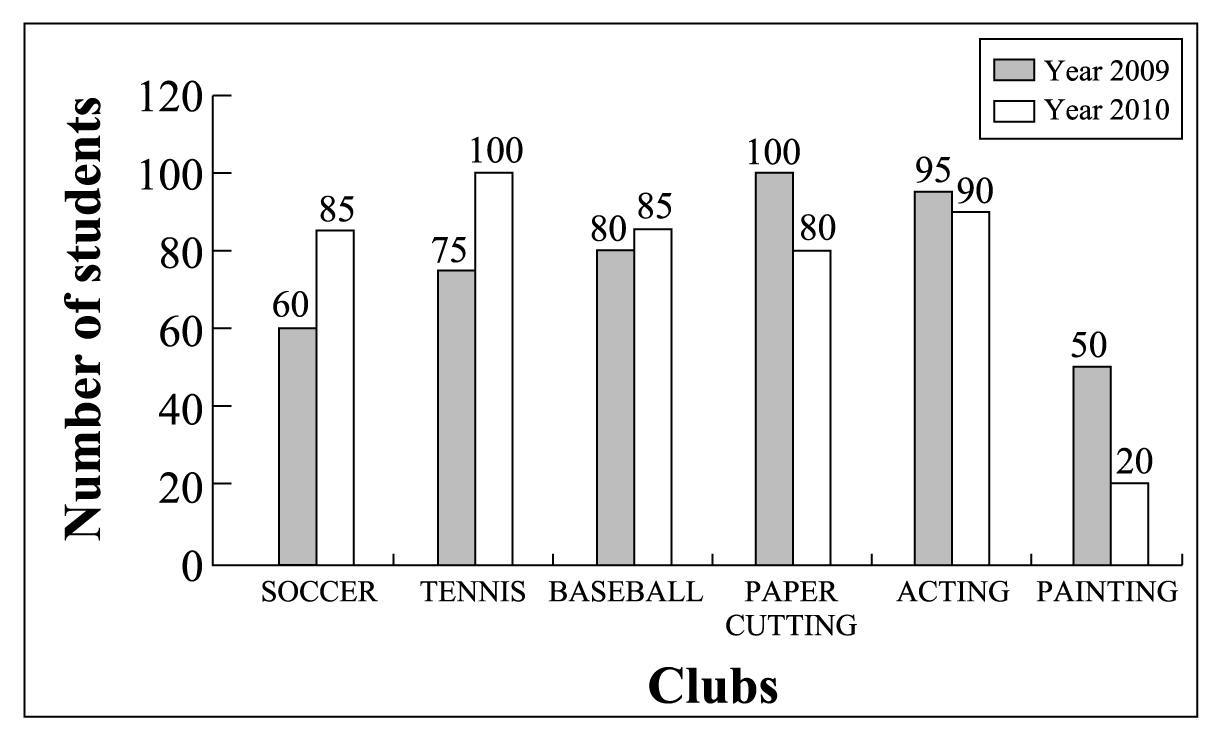 Year 2009
Year 2010
Number of students
120
100
80
60
40
20
0
60
85
75
100
80
85
100
80
95
90
50
20
SOCCER
TENNIS
BASEBALL
PAPER
CUTTING
ACTING
PAINTING
Clubs